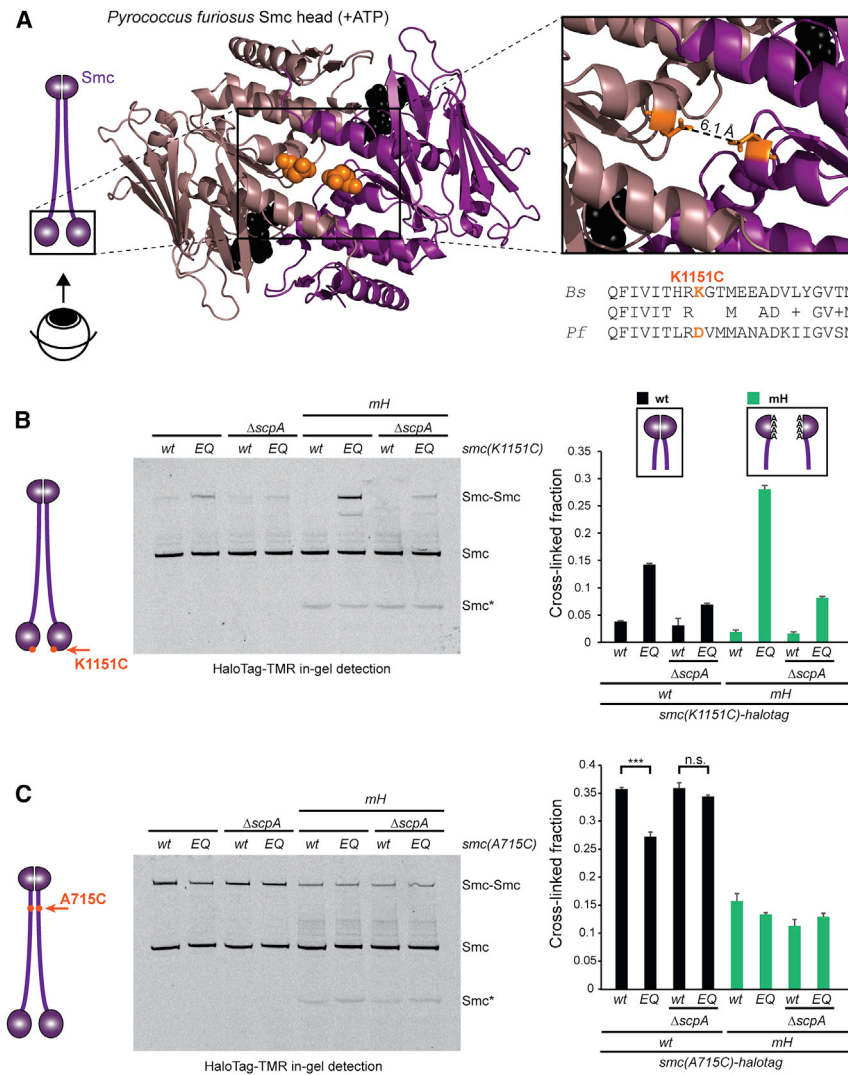 A
Pyrococcus furiosus Smc head (+ATP)
Smc
6.1 Å
K1151C
Bs QFIVITHRKGTMEEADVLYGVTM
QFIVIT R M AD + GV+M
Pf QFIVITLRDVMMANADKIIGVSM
B
mH
ΔscpA ΔscpA
wt EQ wt EQ wt EQ wt EQ smc(K1151C)
Smc-Smc
Smc
Smc*
K1151C
HaloTag-TMR in-gel detection
wt mH
A A
A A
A A
A A
Cross-linked fraction
0.35
0.3
0.25
0.2
0.15
0.1
0.05
0
wt EQ wt EQ wt EQ wt EQ
ΔscpA ΔscpA
wt mH
smc(K1151C)-halotag
C
mH
ΔscpA ΔscpA
wt EQ wt EQ wt EQ wt EQ smc(A715C)
Smc-Smc
A715C
Smc
Smc*
HaloTag-TMR in-gel detection
Cross-linked fraction
0.4
0.35
0.3
0.25
0.2
0.15
0.1
0.05
0
*** n.s.
wt EQ wt EQ wt EQ wt EQ
ΔscpA ΔscpA
wt mH
smc(A715C)-halotag